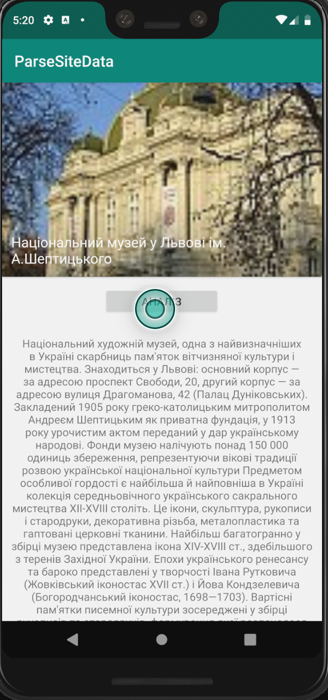 5:20
ParseSiteData
Національний музей у Львові ім.
А.Шептицького
Національний художній музей, одна з найвизначніших
в Україні скарбниць пам'яток вітчизняної культури і
мистецтва. Знаходиться у Львові: основний корпус —
за адресою проспект Свободи, 20, другий корпус — за
адресою вулиця Драгоманова, 42 (Палац Дуніковських).
Закладений 1905 року греко-католицьким митрополитом
Андреєм Шептицьким як приватна фундація, у 1913
року урочистим актом переданий у дар українському
народові. Фонди музею налічують понад 150 000
одиниць збереження, репрезентуючи вікові традиції
розвою української національної культури Предметом
особливої гордості є найбільша й найповніша в Україні
колекція середньовічного українського сакрального
мистецтва XII-XVIII століть. Це ікони, скульптура, рукописи
і стародруки, декоративна різьба, металопластика та
гаптовані церковні тканини. Найбільш багатогранно у
збірці музею представлена ікона XIV-XVIII ст., здебільшого
з теренів Західної України. Епохи українського ренесансу
та бароко представлені у творчості Івана Рутковича
(Жовківський іконостас XVII ст.) і Йова Кондзелевича
(Богородчанський іконостас, 1698—1703). Вартісні
пам'ятки писемної культури зосереджені у збірці